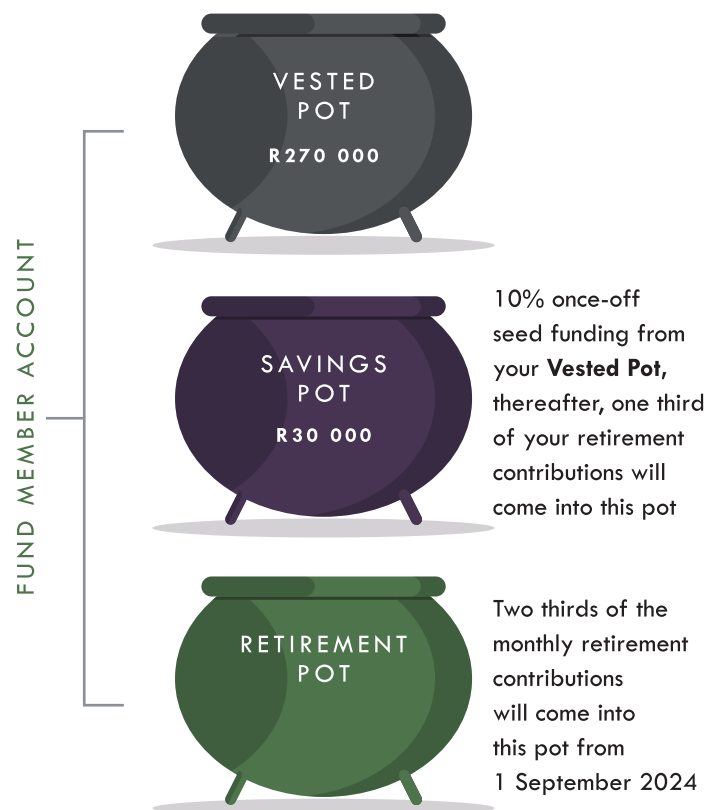 FUND MEMBER ACCOUNT
VESTED
POT
R270 000
SAVINGS
POT
R30 000
10% once-off
seed funding from
your Vested Pot,
thereafter, one third
of your retirement
contributions will
come into this pot
RETIREMENT
POT
Two thirds of the
monthly retirement
contributions
will come into
this pot from
1 September 2024